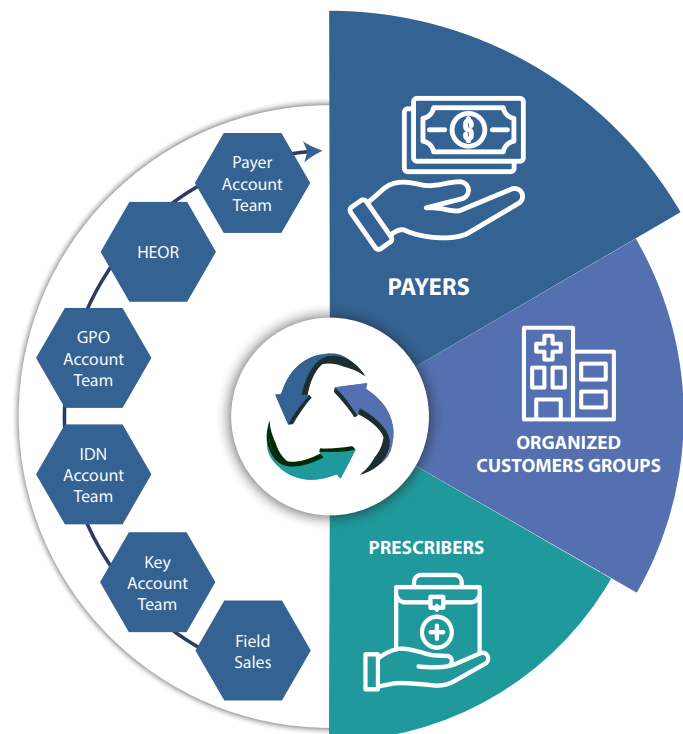 Payer
Account
Team
HEOR
GPO
Account
Team
IDN
Account
Team
Key
Account
Team
Field
Sales
$
PAYERS
ORGANIZED
CUSTOMERS GROUPS
PRESCRIBERS